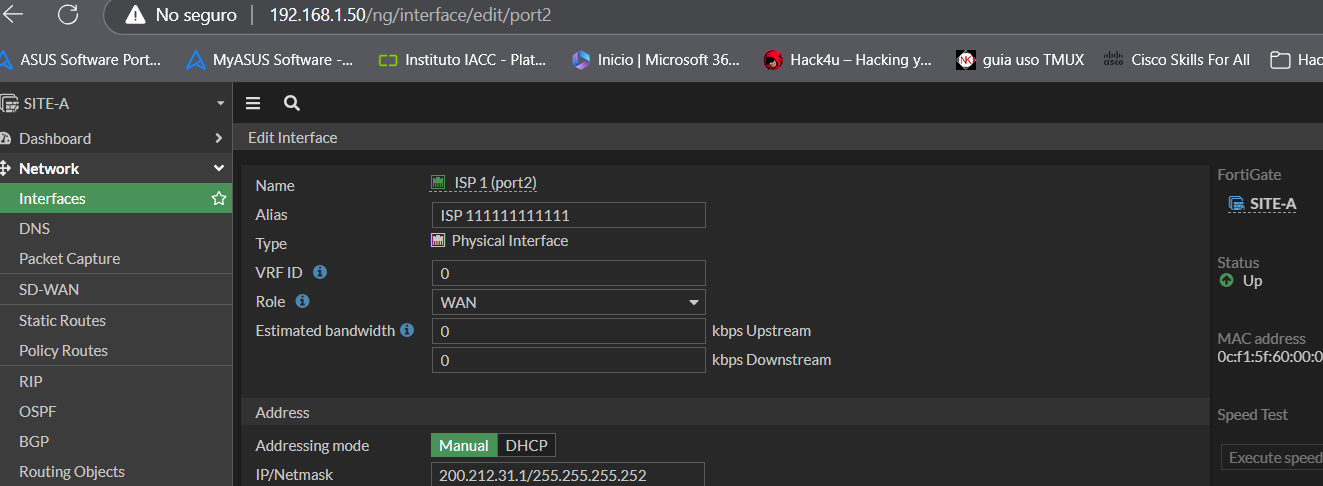 No seguro 192.168.1.50/ng/interface/edit/port2
ASUS Software Port... MyASUS Software -... Instituto IACC - Plat... Inicio | Microsoft 36... Hack4u – Hacking y... NK guia uso TMUX cisco Cisco Skills For All Hac
SITE-A
Dashboard
Network
Interfaces
DNS
Packet Capture
SD-WAN
Static Routes
Policy Routes
RIP
OSPF
BGP
Routing Objects
Edit Interface
Name ISP 1 (port2)
Alias ISP 111111111111
Type Physical Interface
VRF ID 0
Role WAN
Estimated bandwidth 0 kbps Upstream
0 kbps Downstream
Address
Addressing mode Manual DHCP
IP/Netmask 200.212.31.1/255.255.255.252
FortiGate
SITE-A
Status
Up
MAC address
0c:f1:5f:60:00:0
Speed Test
Execute speed